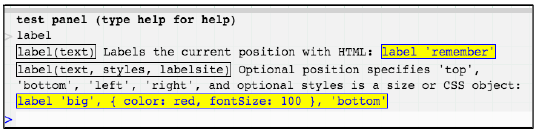 test panel (type help for help)
> label
label(text) Labels the current position with HTML: label 'remember'
label(text, styles, labelsite) Optional position specifies 'top',
'bottom', 'left', 'right', and optional styles is a size or CSS object:
label 'big', { color: red, fontSize: 100 }, 'bottom'
>